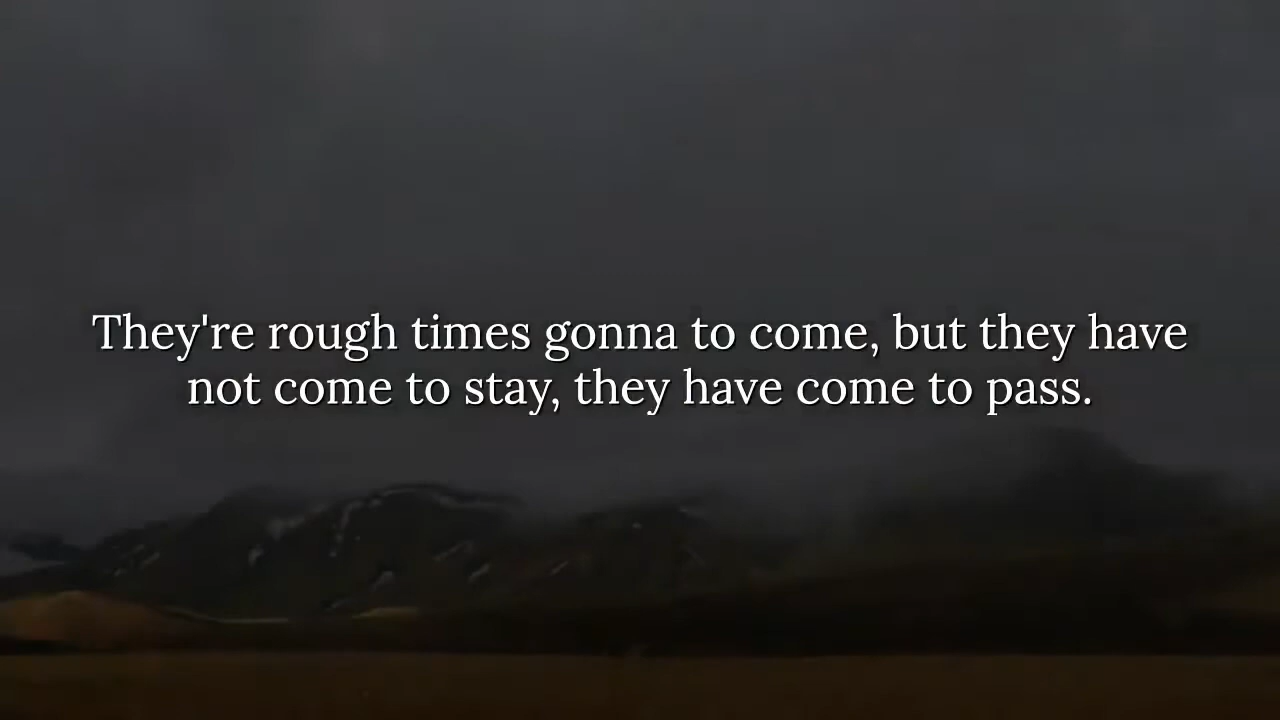 They're rough times gonna to come, but they have
not come to stay, they have come to pass.